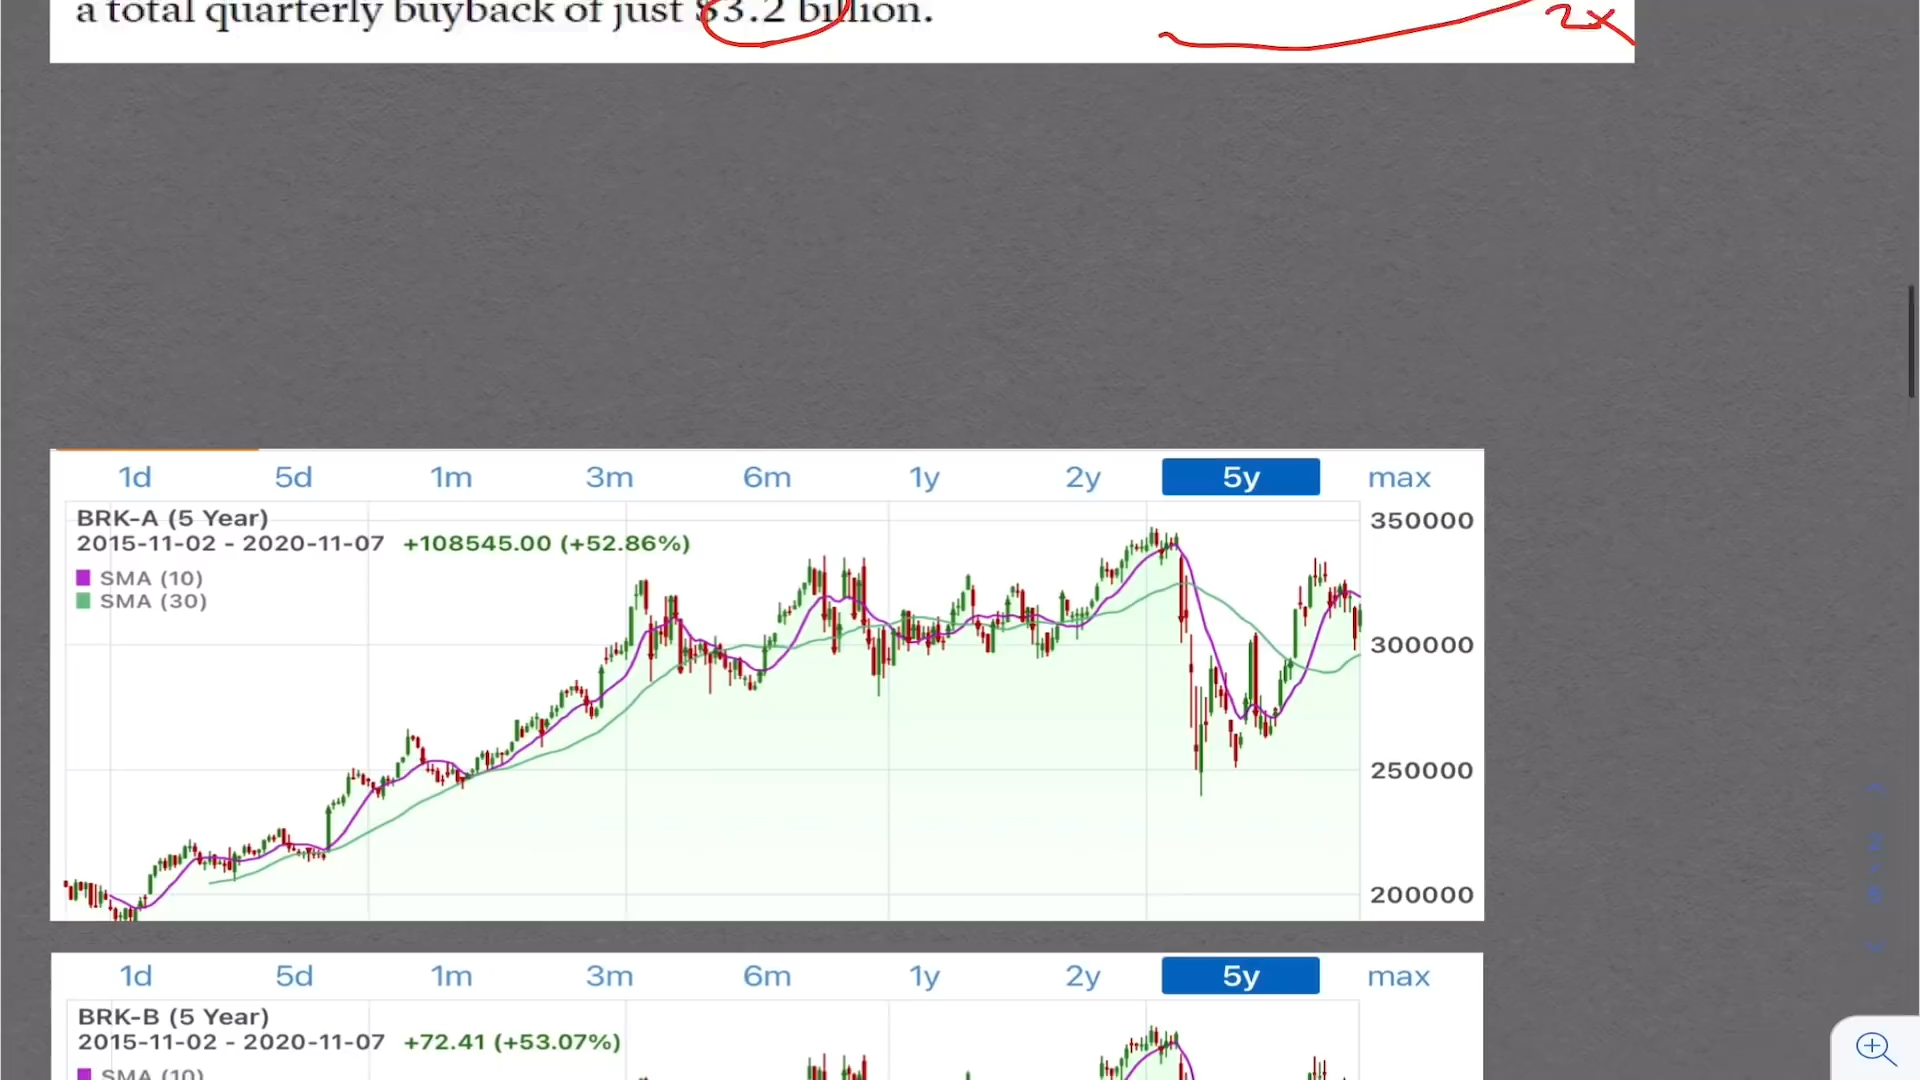 a total quarterly buyback of just $3.2 billion.
2x
1d 5d 1m 3m 6m 1y 2y 5y max
BRK-A (5 Year)
2015-11-02 - 2020-11-07 +108545.00 (+52.86%)
SMA (10)
SMA (30)
350000
300000
250000
200000
1d 5d 1m 3m 6m 1y 2y 5y max
BRK-B (5 Year)
2015-11-02 - 2020-11-07 +72.41 (+53.07%)
SMA (10)